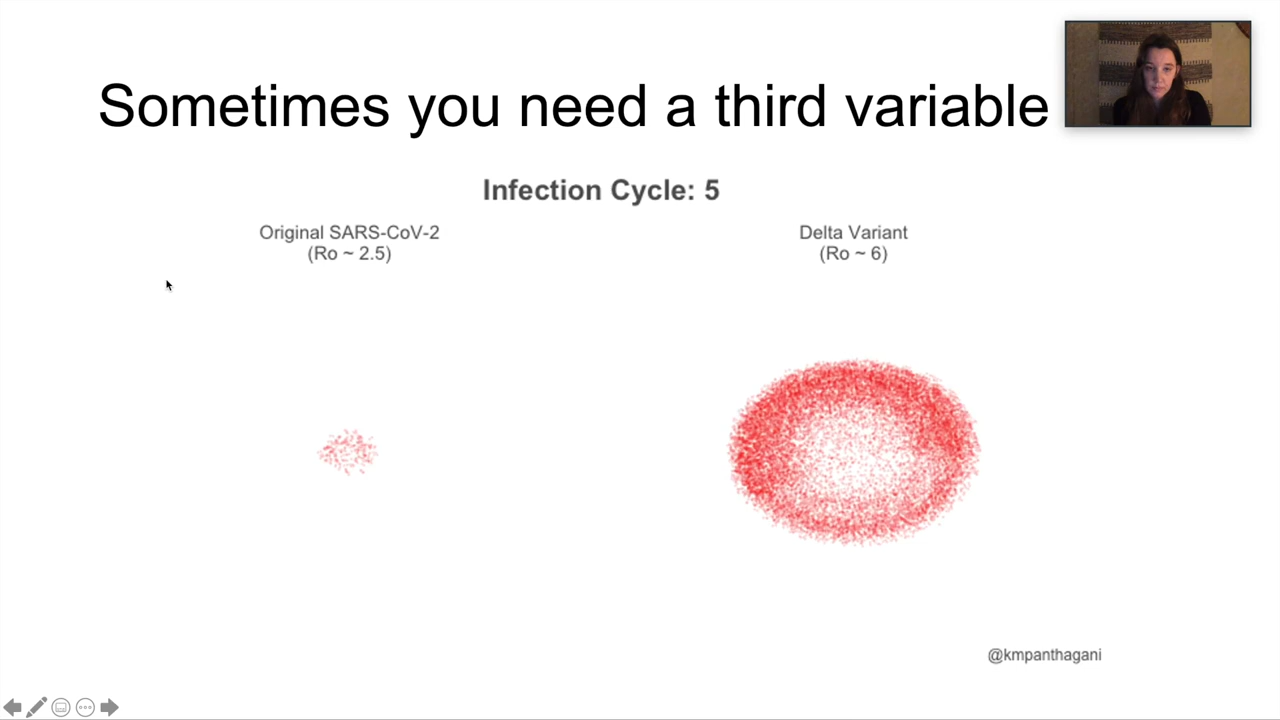 Sometimes you need a third variable
Infection Cycle: 5
Original SARS-CoV-2
(Ro ~ 2.5)
Delta Variant
(Ro ~ 6)
@kmpanthagani